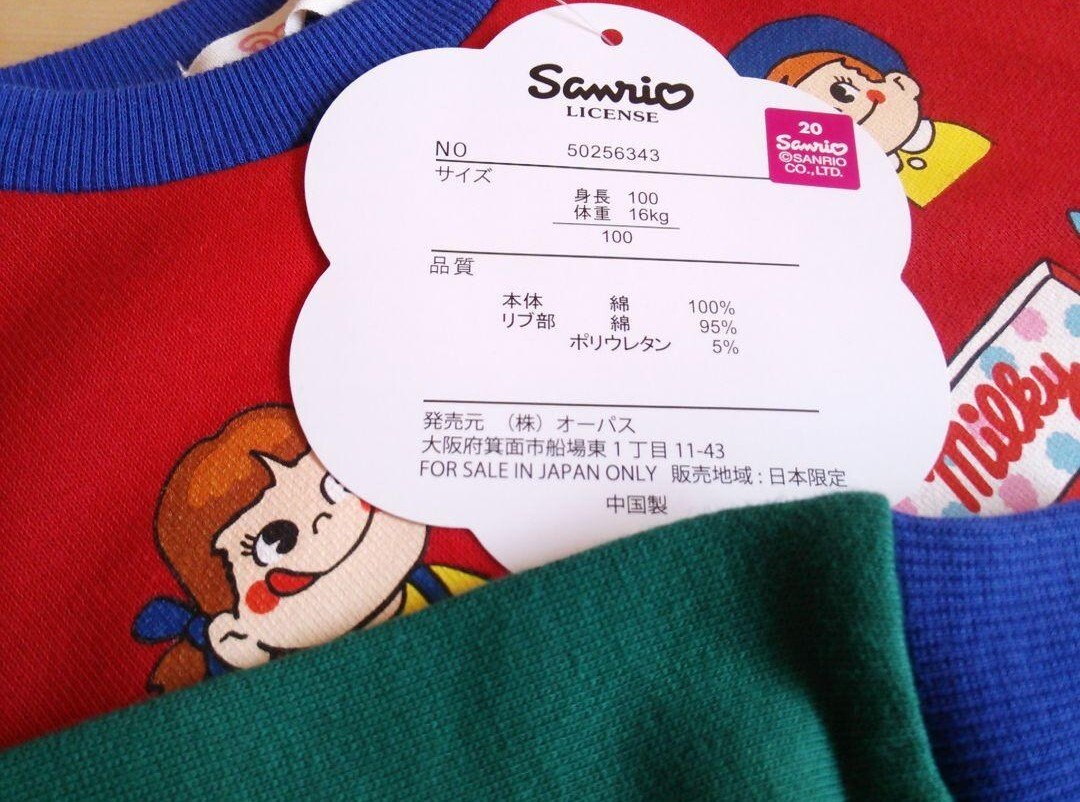 Sanrio
LICENSE
20
Sanrio
©SANRIO
CO.,LTD.
NO 50256343
サイズ
身長 100
体重 16kg
100
品質
本体 綿 100%
リブ部 綿 95%
ポリウレタン 5%
発売元 （株）オーパス
大阪府箕面市船場東1丁目11-43
FOR SALE IN JAPAN ONLY 販売地域：日本限定
中国製
Milky